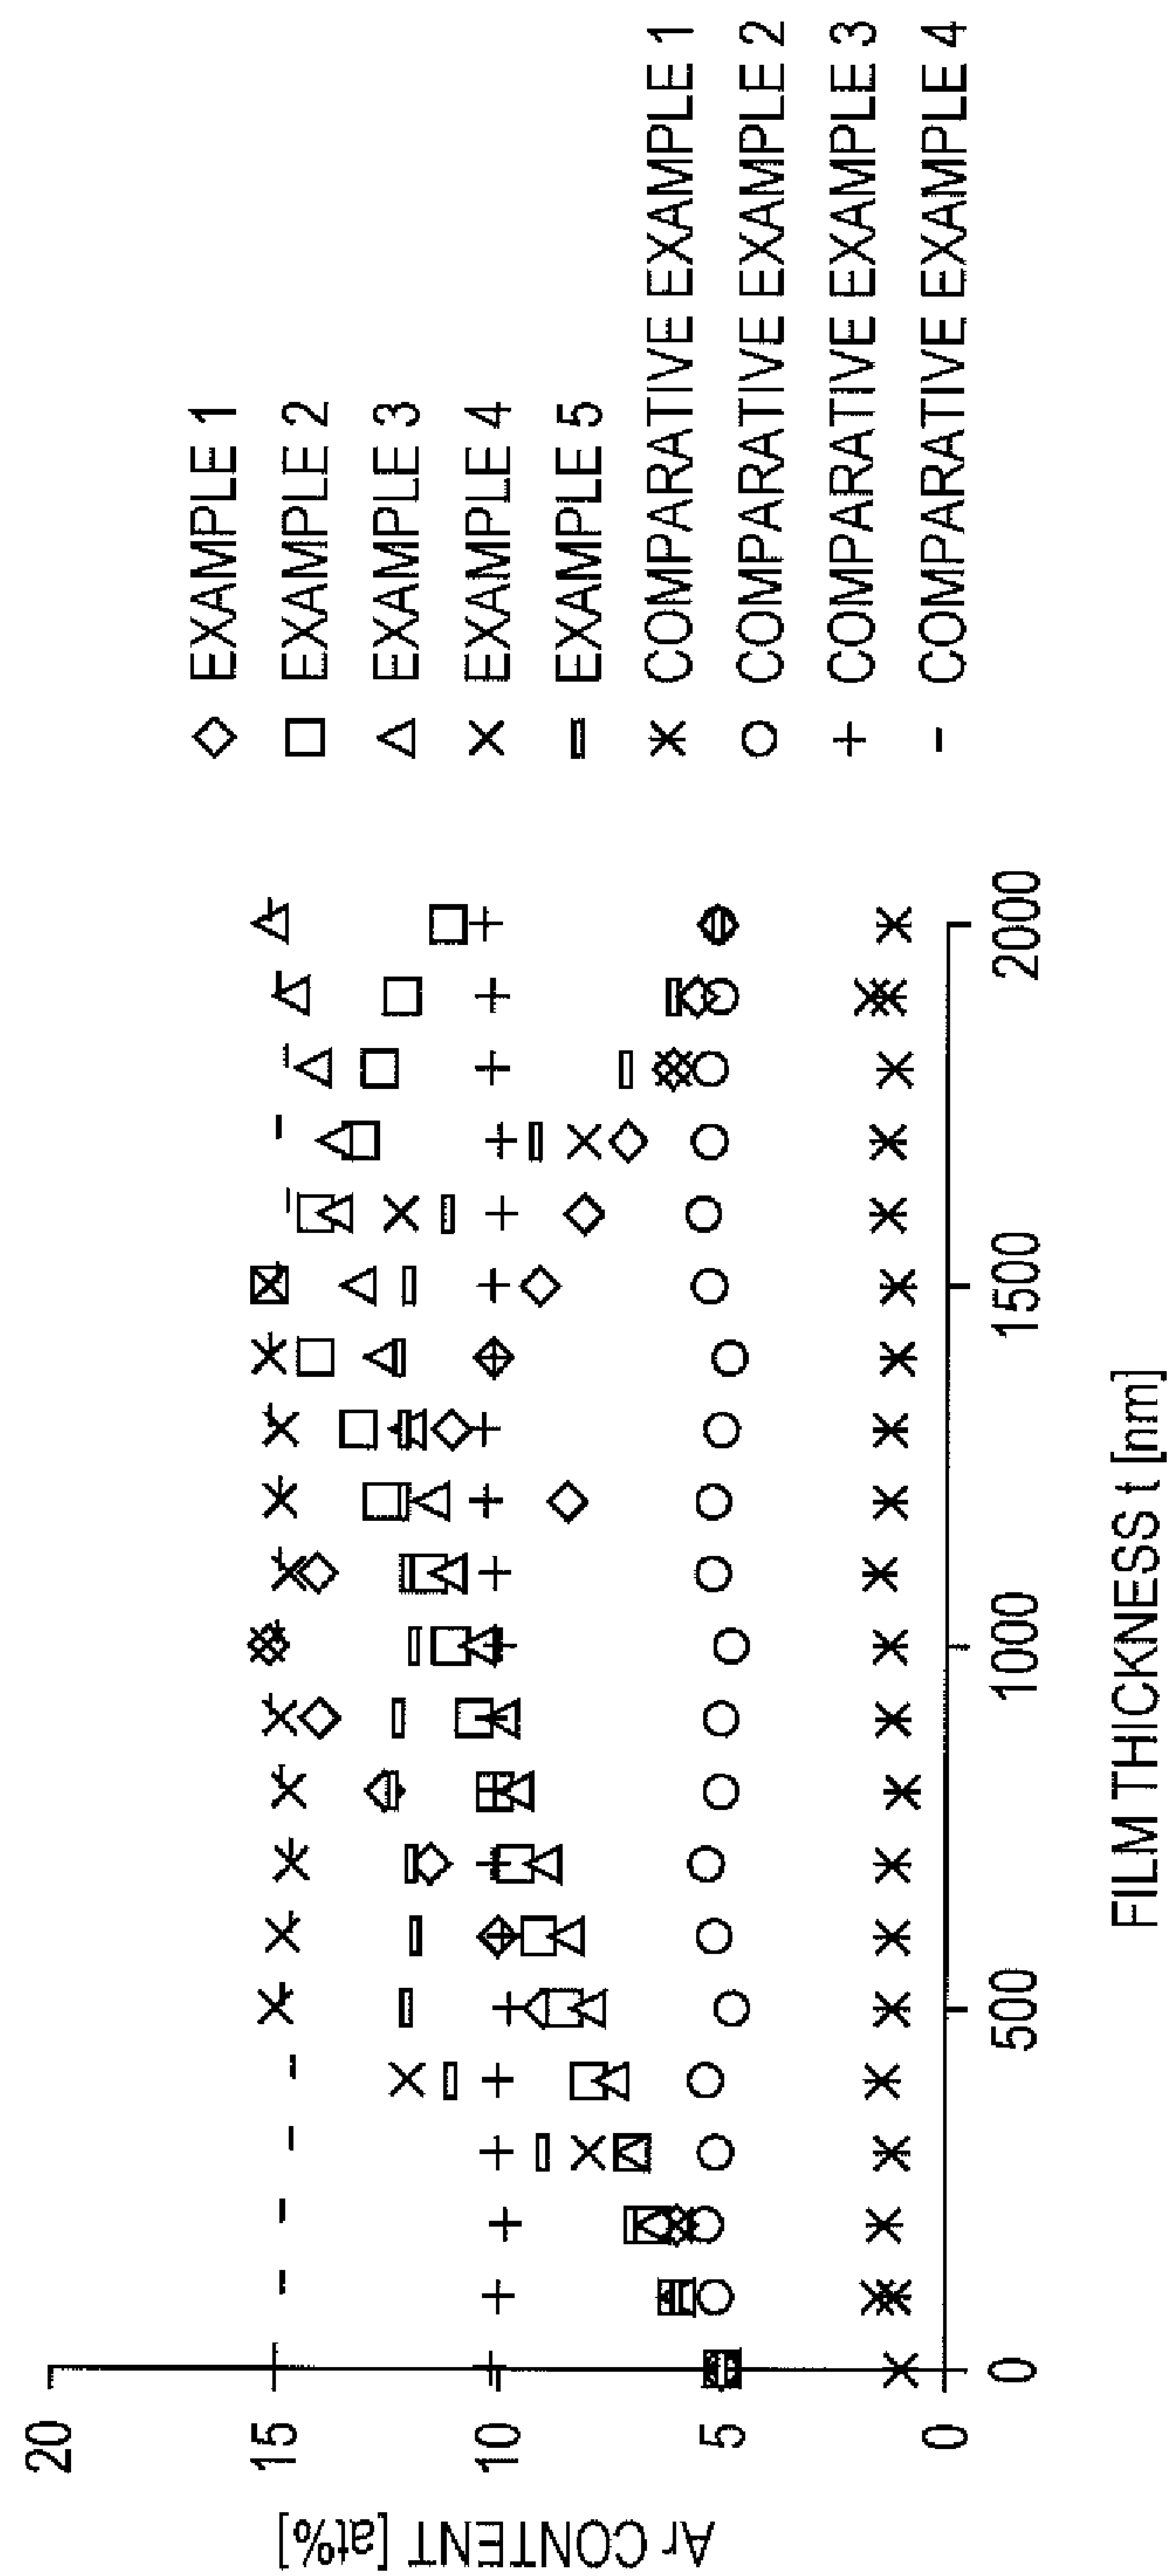 Ar CONTENT [at%]
20
15
10
5
0
0
500
1000
1500
2000
FILM THICKNESS t [nm]
EXAMPLE 1
EXAMPLE 2
EXAMPLE 3
EXAMPLE 4
EXAMPLE 5
COMPARATIVE EXAMPLE 1
COMPARATIVE EXAMPLE 2
COMPARATIVE EXAMPLE 3
COMPARATIVE EXAMPLE 4